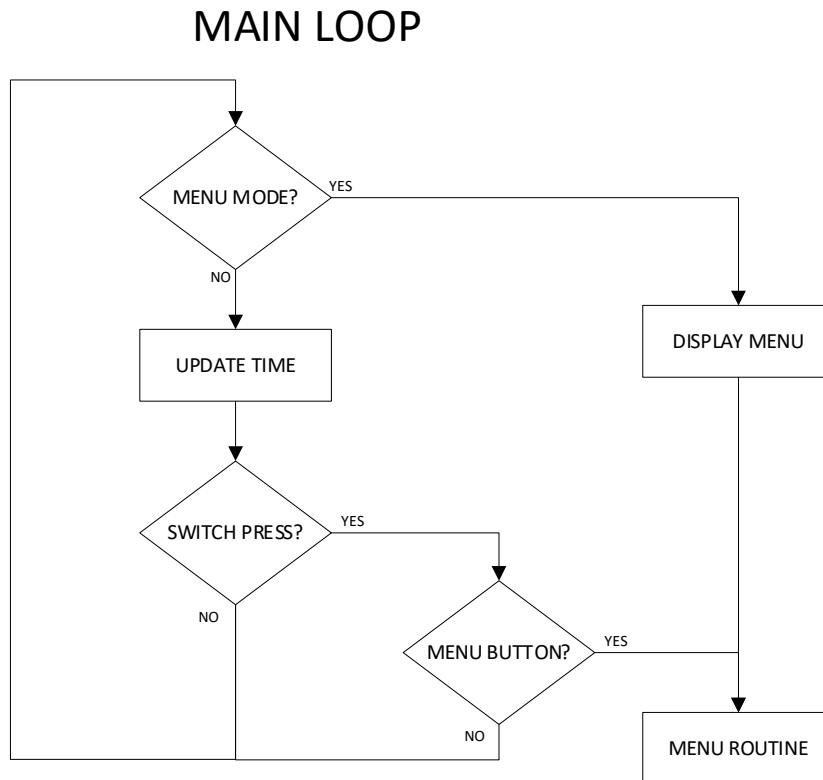 MAIN LOOP
MENU MODE?
YES
NO
UPDATE TIME
DISPLAY MENU
SWITCH PRESS?
YES
NO
MENU BUTTON?
YES
NO
MENU ROUTINE